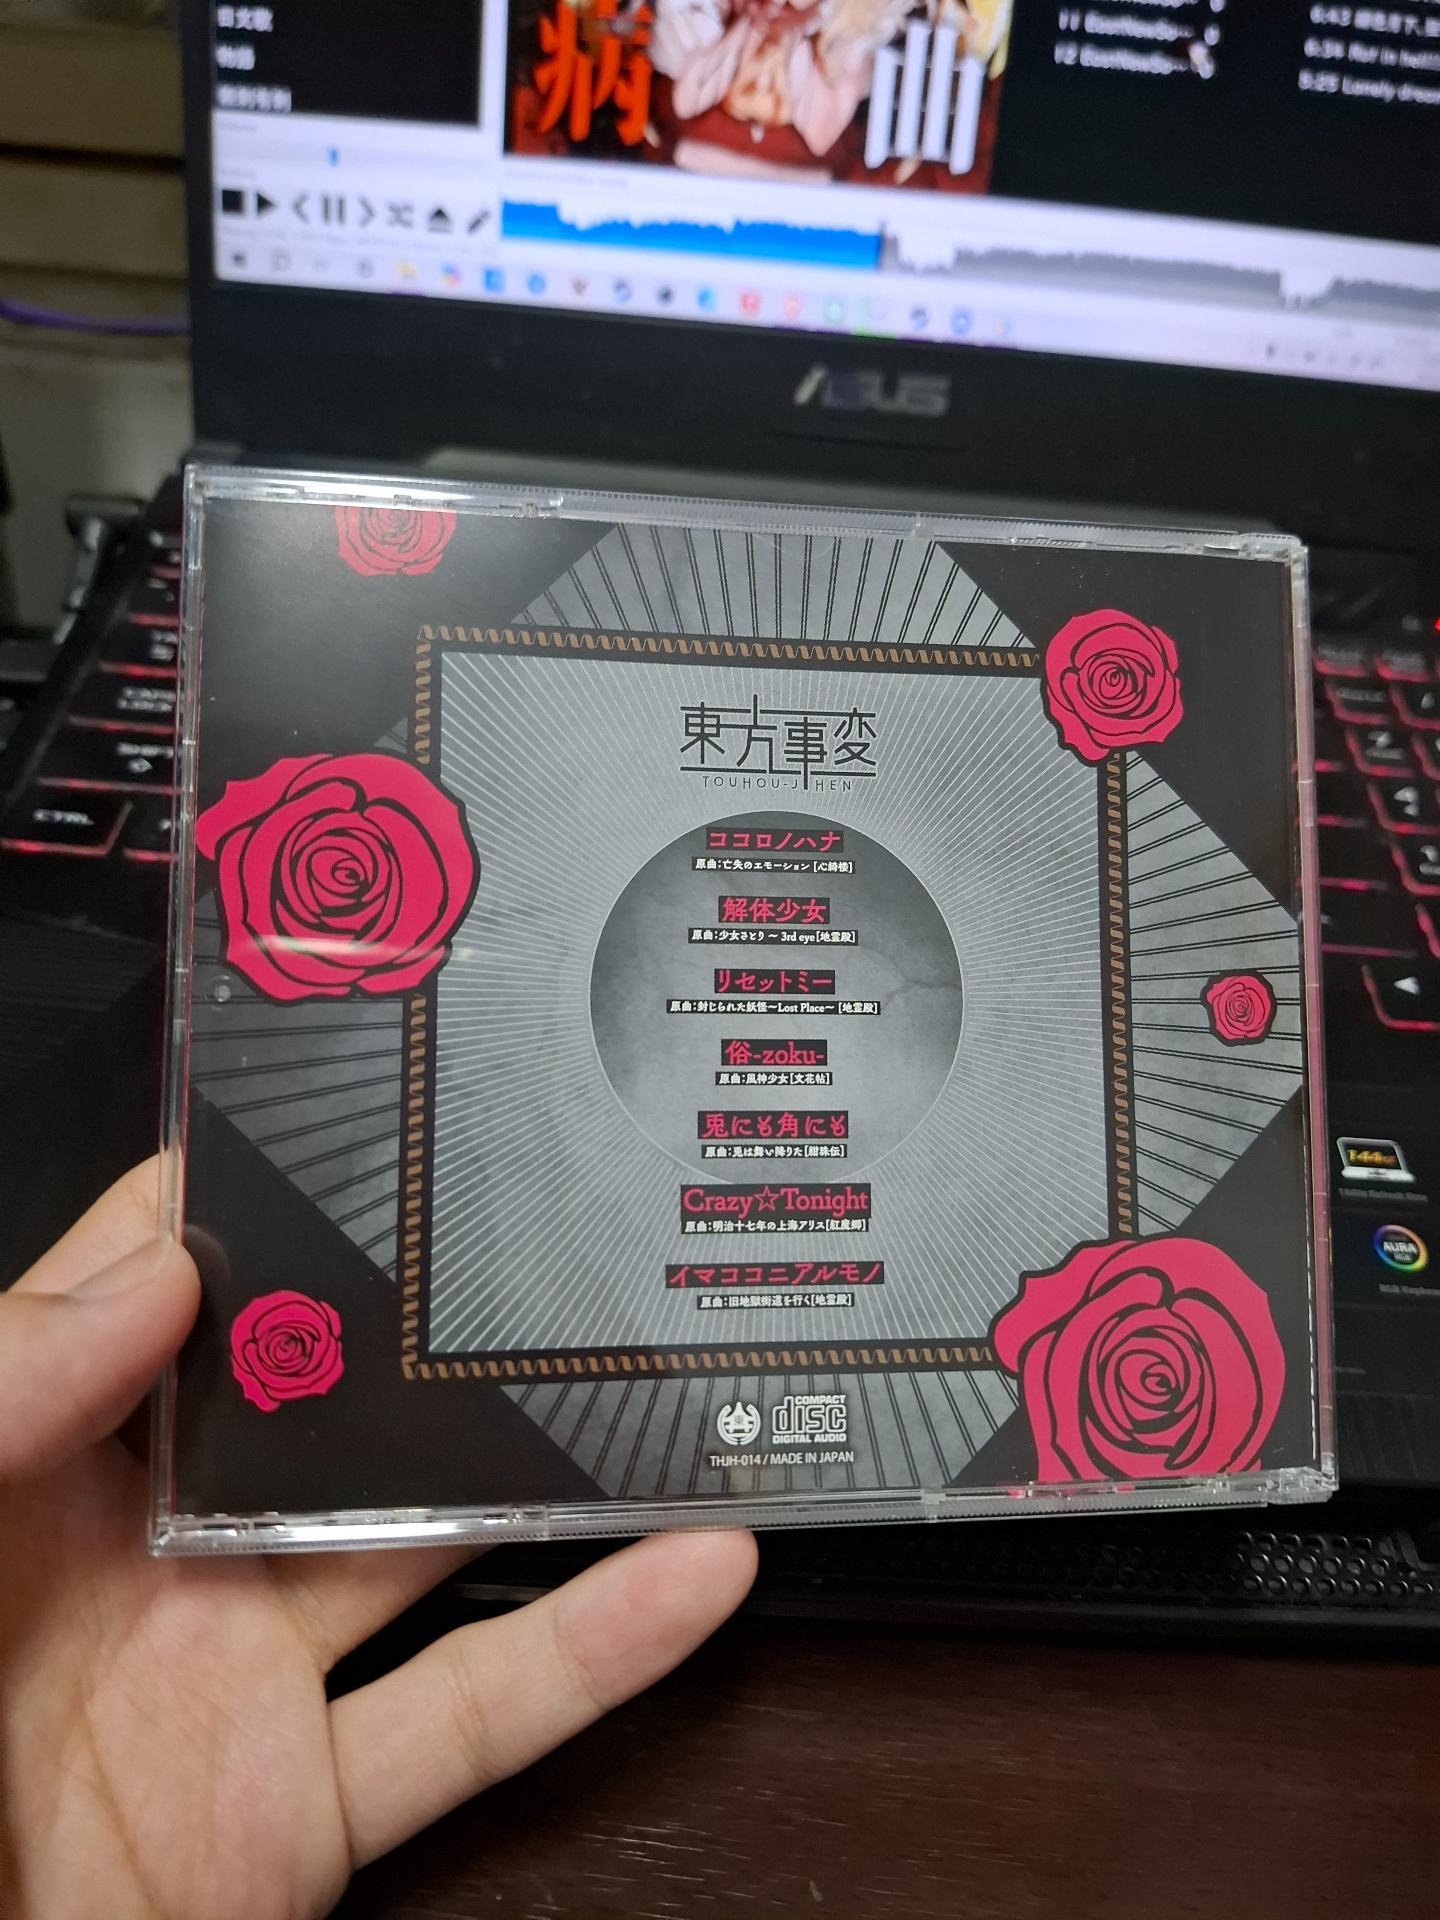 病
曲
ASUS
東方事変
TOUHOU-JIHEN
ココロノハナ
原曲:亡失のエモーション [心綺楼]
解体少女
原曲:少女さとり ~ 3rd eye[地霊殿]
リセットミー
原曲:封じられた妖怪~Lost Place~ [地霊殿]
俗-zoku-
原曲:風神少女[文花帖]
兎にも角にも
原曲:兎は舞い降りた[紺珠伝]
Crazy☆Tonight
原曲:明治十七年の上海アリス[紅魔郷]
イマココニアルモノ
原曲:旧地獄街道を行く[地霊殿]
東
COMPACT
disc
DIGITAL AUDIO
THJH-014 / MADE IN JAPAN
CTRL
144Hz
AURA